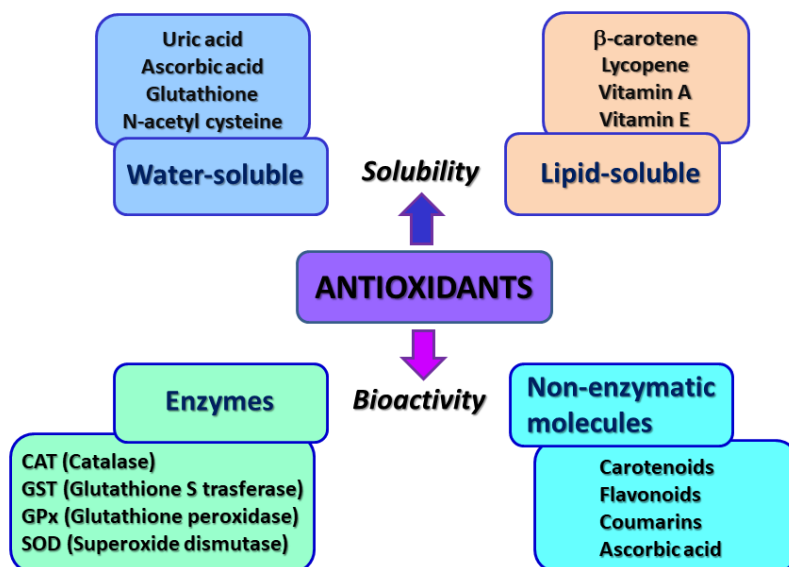 Uric acid
Ascorbic acid
Glutathione
N-acetyl cysteine
Water-soluble
β-carotene
Lycopene
Vitamin A
Vitamin E
Lipid-soluble
Solubility
ANTIOXIDANTS
Bioactivity
Enzymes
CAT (Catalase)
GST (Glutathione S trasferase)
GPx (Glutathione peroxidase)
SOD (Superoxide dismutase)
Non-enzymatic
molecules
Carotenoids
Flavonoids
Coumarins
Ascorbic acid